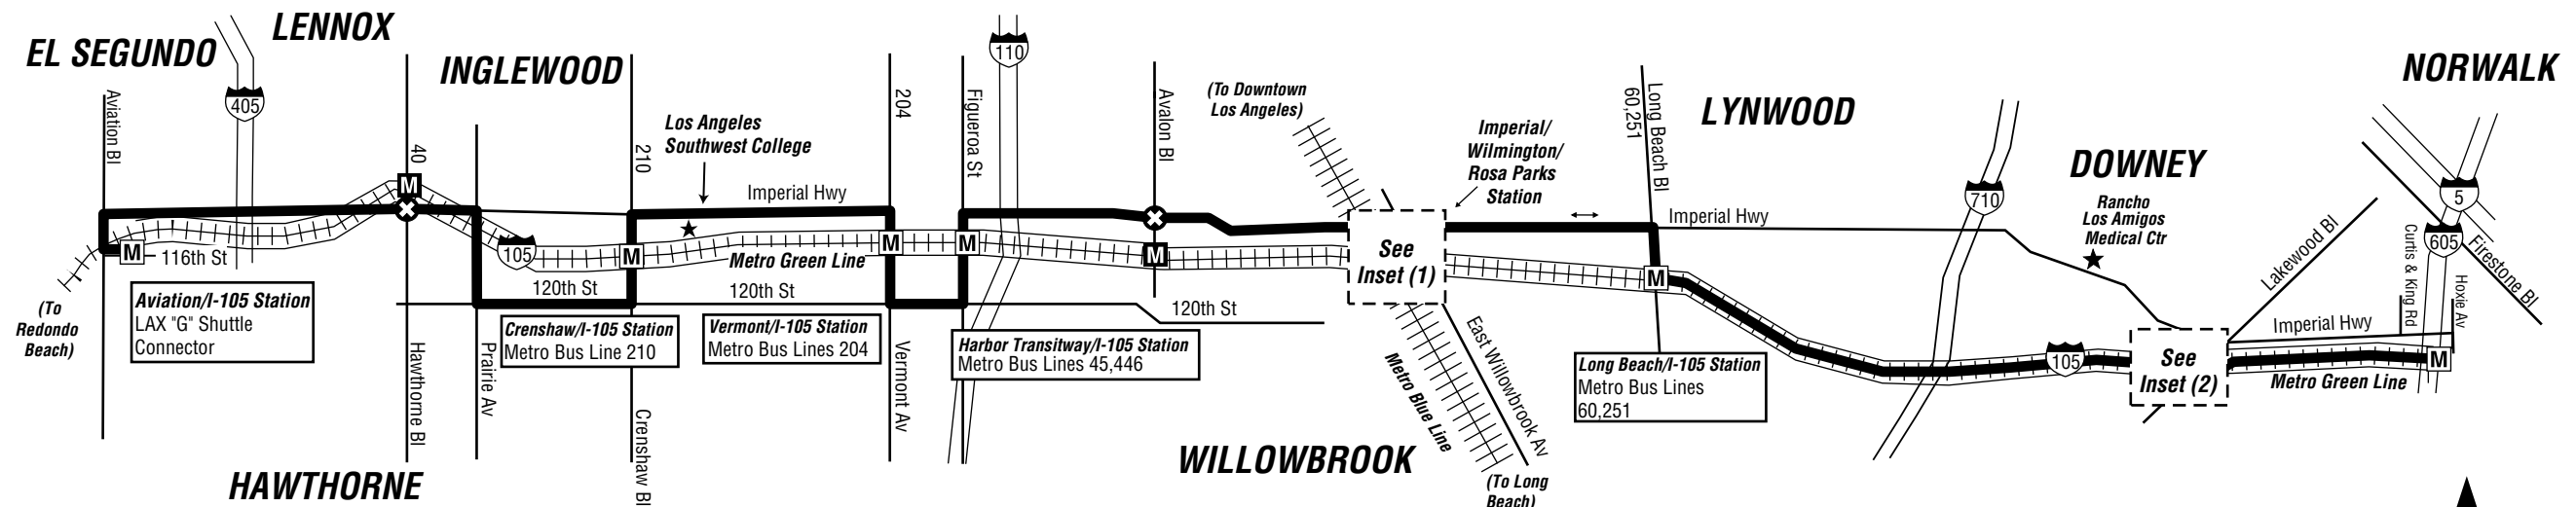 EL SEGUNDO
LENNOX
INGLEWOOD
HAWTHORNE
WILLOWBROOK
LYNWOOD
DOWNEY
NORWALK
405
110
Aviation Bl
40
210
204
Figueroa St
Avalon Bl
Long Beach Bl
60,251
(To Downtown
Los Angeles)
Los Angeles
Southwest College
Imperial/
Wilmington/
Rosa Parks
Station
Imperial Hwy
Imperial Hwy
710
Rancho
Los Amigos
Medical Ctr
5
605
Lakewood Bl
Curtis & King Rd
Hoxie Av
Firestone Bl
M
M
M
M
M
M
M
M
116th St
105
Metro Green Line
120th St
120th St
120th St
See
Inset (1)
See
Inset (2)
105
Imperial Hwy
Metro Green Line
(To
Redondo
Beach)
Aviation/I-105 Station
LAX "G" Shuttle
Connector
Hawthorne Bl
Prairie Av
Crenshaw/I-105 Station
Metro Bus Line 210
Crenshaw Bl
Vermont/I-105 Station
Metro Bus Lines 204
Vermont Av
Harbor Transitway/I-105 Station
Metro Bus Lines 45,446
Metro Blue Line
East Willowbrook Av
(To Long
Beach)
Long Beach/I-105 Station
Metro Bus Lines
60,251